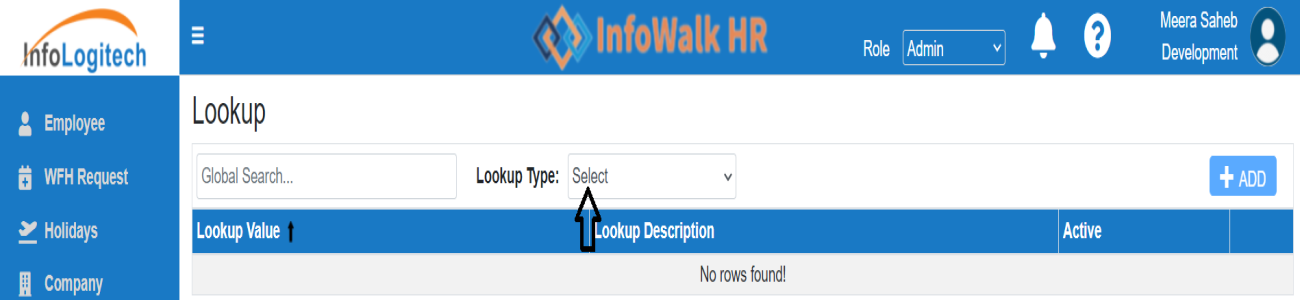 InfoLogitech
InfoWalk HR
Role Admin
Meera Saheb
Development
Employee
WFH Request
Holidays
Company
Lookup
Global Search...
Lookup Type: Select
+ ADD
Lookup Value Lookup Description Active
No rows found!